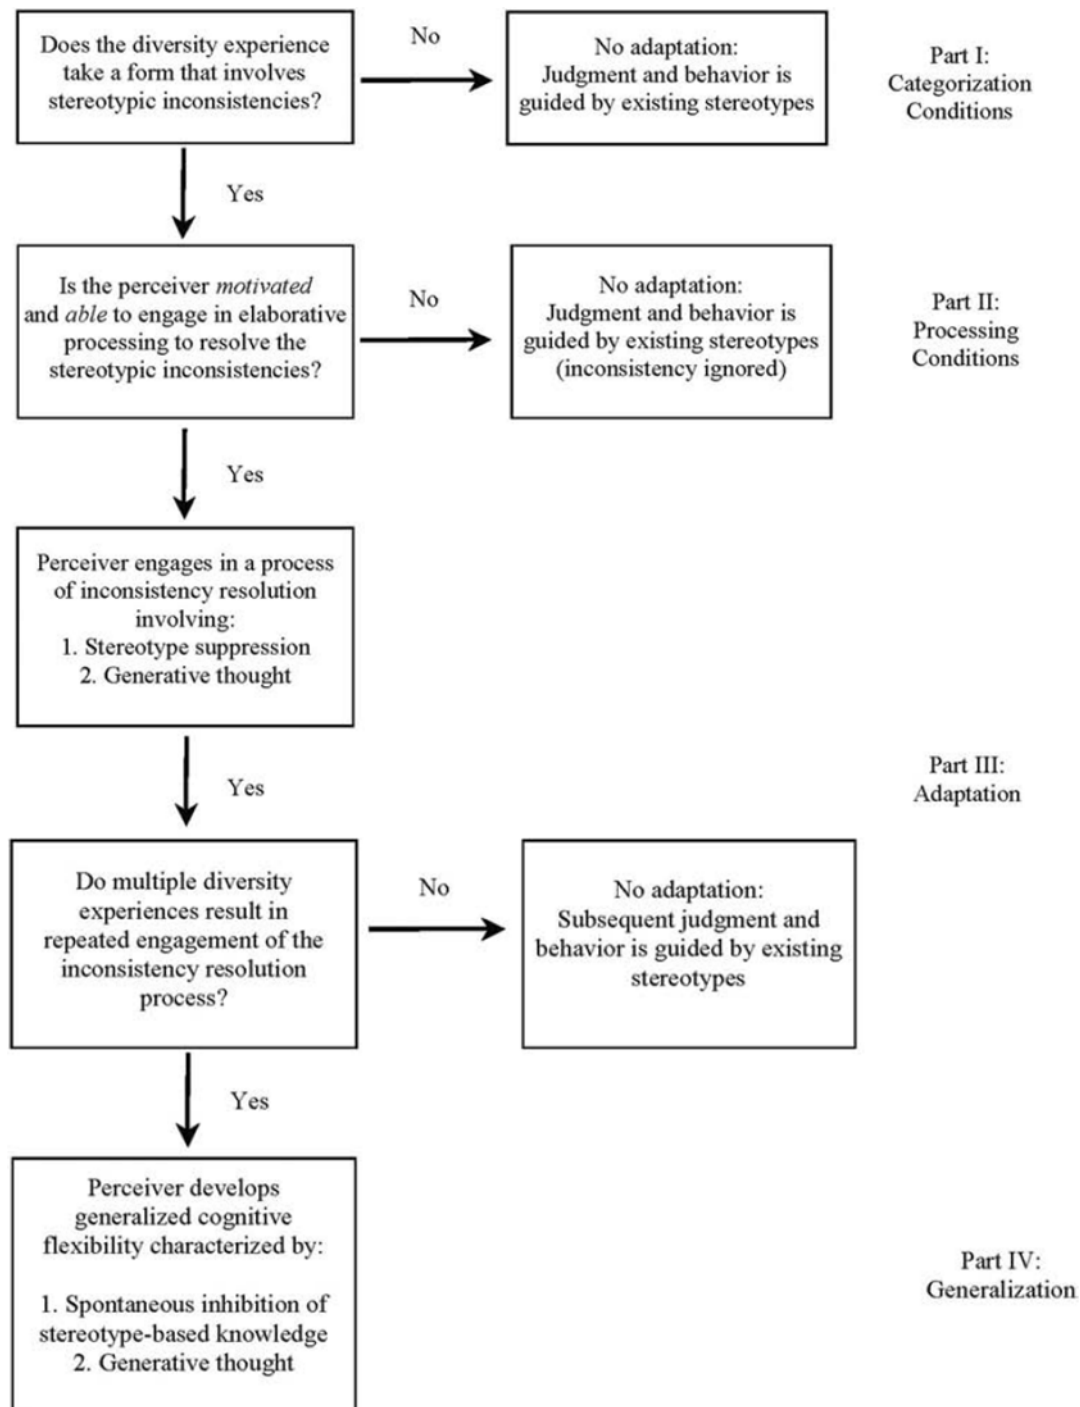 Does the diversity experience
take a form that involves
stereotypic inconsistencies?
No
No adaptation:
Judgment and behavior is
guided by existing stereotypes
Part I:
Categorization
Conditions
Yes
Is the perceiver motivated
and able to engage in elaborative
processing to resolve the
stereotypic inconsistencies?
No
No adaptation:
Judgment and behavior is
guided by existing stereotypes
(inconsistency ignored)
Part II:
Processing
Conditions
Yes
Perceiver engages in a process
of inconsistency resolution
involving:
1. Stereotype suppression
2. Generative thought
Yes
Part III:
Adaptation
Do multiple diversity
experiences result in
repeated engagement of the
inconsistency resolution
process?
No
No adaptation:
Subsequent judgment and
behavior is guided by existing
stereotypes
Yes
Perceiver develops
generalized cognitive
flexibility characterized by:
1. Spontaneous inhibition of
stereotype-based knowledge
2. Generative thought
Part IV:
Generalization